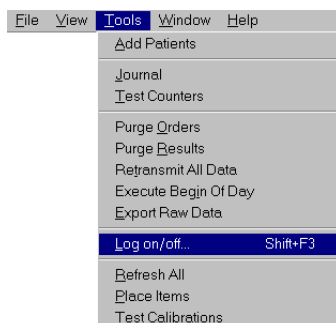 File View Tools Window Help
Add Patients
Journal
Test Counters
Purge Orders
Purge Results
Retransmit All Data
Execute Begin Of Day
Export Raw Data
Log on/off... Shift+F3
Refresh All
Place Items
Test Calibrations